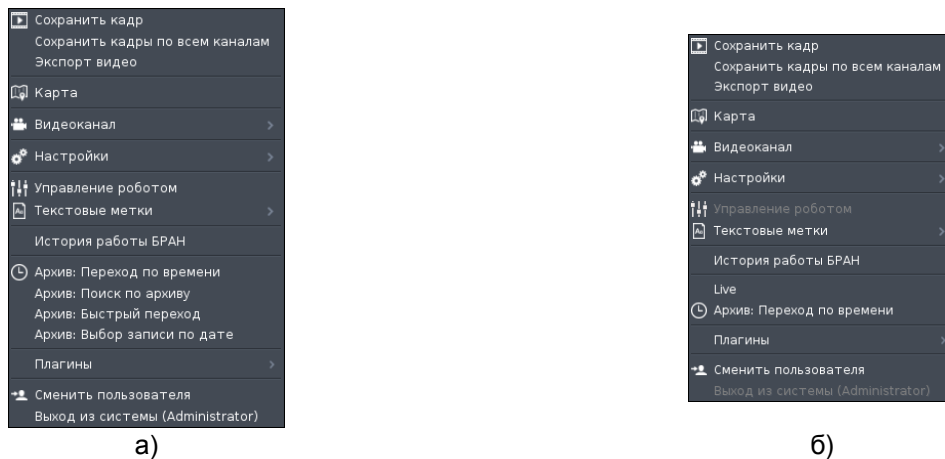 Сохранить кадр
Сохранить кадры по всем каналам
Экспорт видео
Карта
Видеоканал
Настройки
Управление роботом
Текстовые метки
История работы БРАН
Архив: Переход по времени
Архив: Поиск по архиву
Архив: Быстрый переход
Архив: Выбор записи по дате
Плагины
Сменить пользователя
Выход из системы (Administrator)
а)
Сохранить кадр
Сохранить кадры по всем каналам
Экспорт видео
Карта
Видеоканал
Настройки
Управление роботом
Текстовые метки
История работы БРАН
Live
Архив: Переход по времени
Плагины
Сменить пользователя
Выход из системы (Administrator)
б)